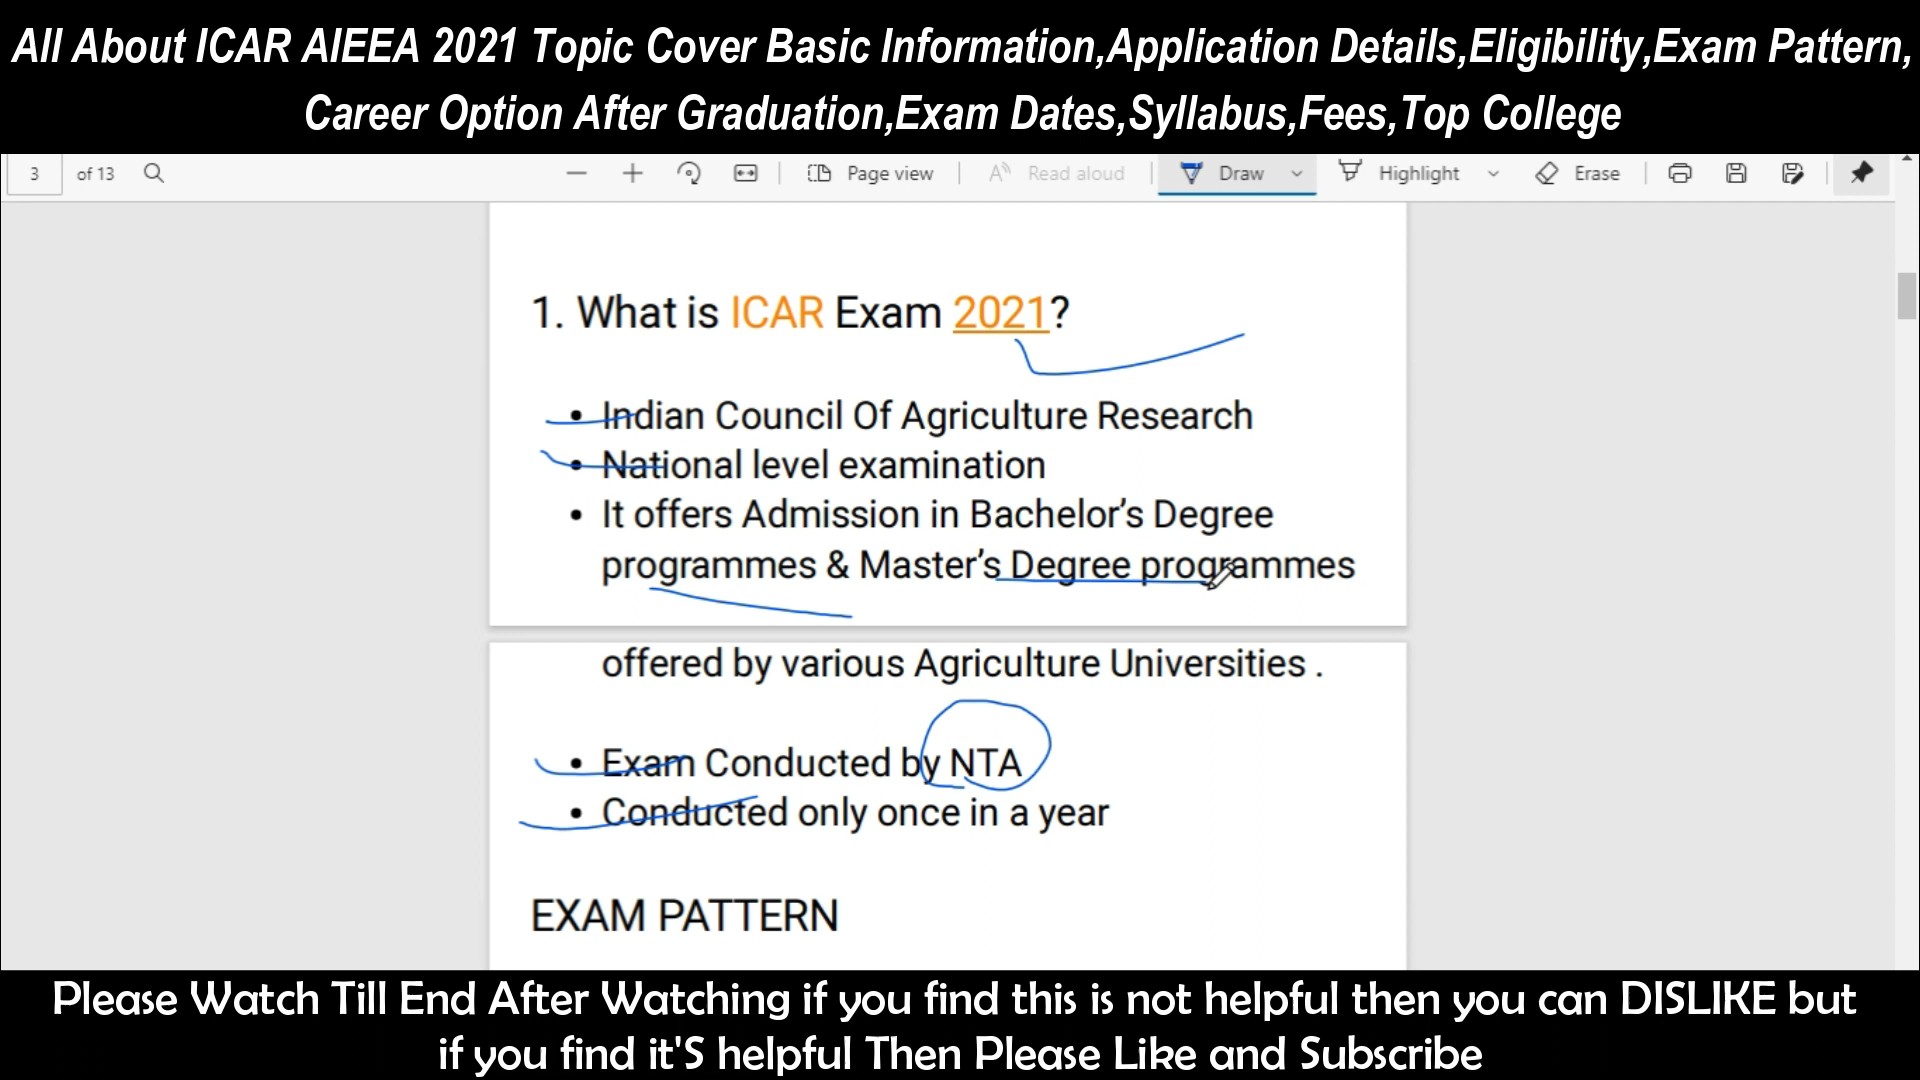 All About ICAR AIEEA 2021 Topic Cover Basic Information,Application Details,Eligibility,Exam Pattern,
Career Option After Graduation,Exam Dates,Syllabus,Fees,Top College
3 of 13 Page view Read aloud Draw Highlight Erase
1. What is ICAR Exam 2021?
• Indian Council Of Agriculture Research
• National level examination
• It offers Admission in Bachelor’s Degree
programmes & Master’s Degree programmes
offered by various Agriculture Universities .
• Exam Conducted by NTA
• Conducted only once in a year
EXAM PATTERN
Please Watch Till End After Watching if you find this is not helpful then you can DISLIKE but
if you find it'S helpful Then Please Like and Subscribe